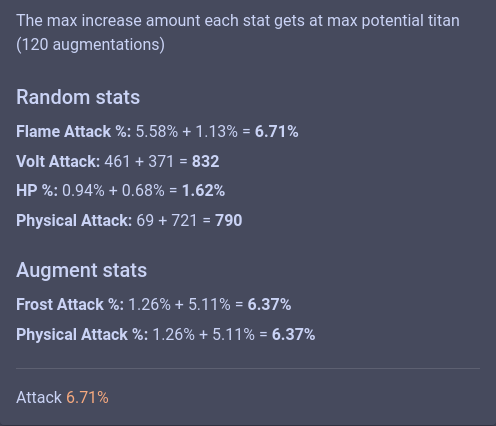 The max increase amount each stat gets at max potential titan
(120 augmentations)
Random stats
Flame Attack %: 5.58% + 1.13% = 6.71%
Volt Attack: 461 + 371 = 832
HP %: 0.94% + 0.68% = 1.62%
Physical Attack: 69 + 721 = 790
Augment stats
Frost Attack %: 1.26% + 5.11% = 6.37%
Physical Attack %: 1.26% + 5.11% = 6.37%
Attack 6.71%